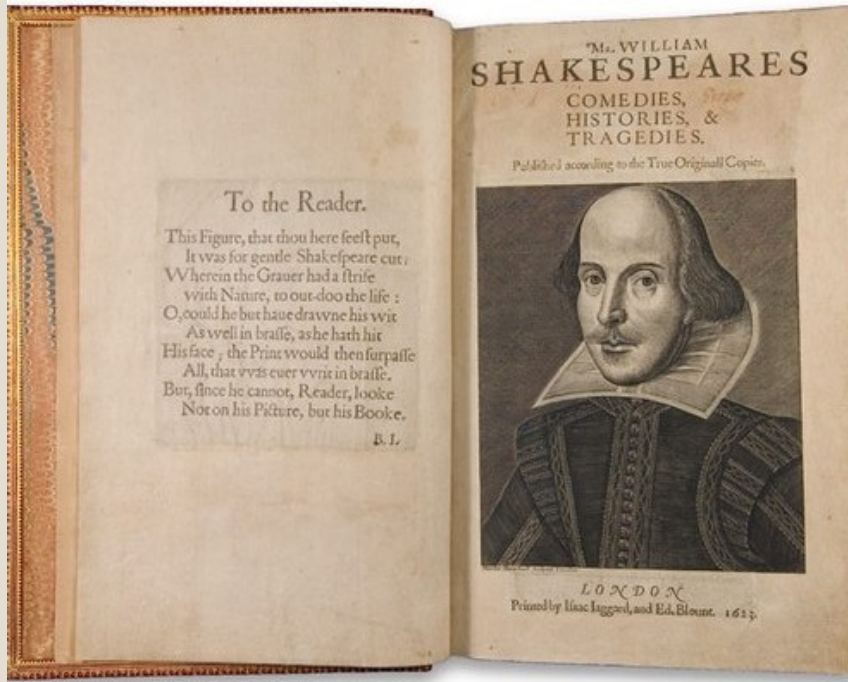 To the Reader.
This Figure, that thou here ſeeſt put,
It was for gentle Shakeſpeare cut;
Wherein the Grauer had a ſtrife
with Nature, to out-doo the life :
O, could he but haue drawne his wit
As well in braſſe, as he hath hit
His face ; the Print would then ſurpaſſe
All, that vvas euer vvrit in braſſe.
But, ſince he cannot, Reader, looke
Not on his Picture, but his Booke.
B. I.
Mr. WILLIAM
SHAKESPEARES
COMEDIES,
HISTORIES, &
TRAGEDIES.
Publiſhed according to the True Originall Copies.
LONDON
Printed by Iſaac Iaggard, and Ed. Blount. 1623.